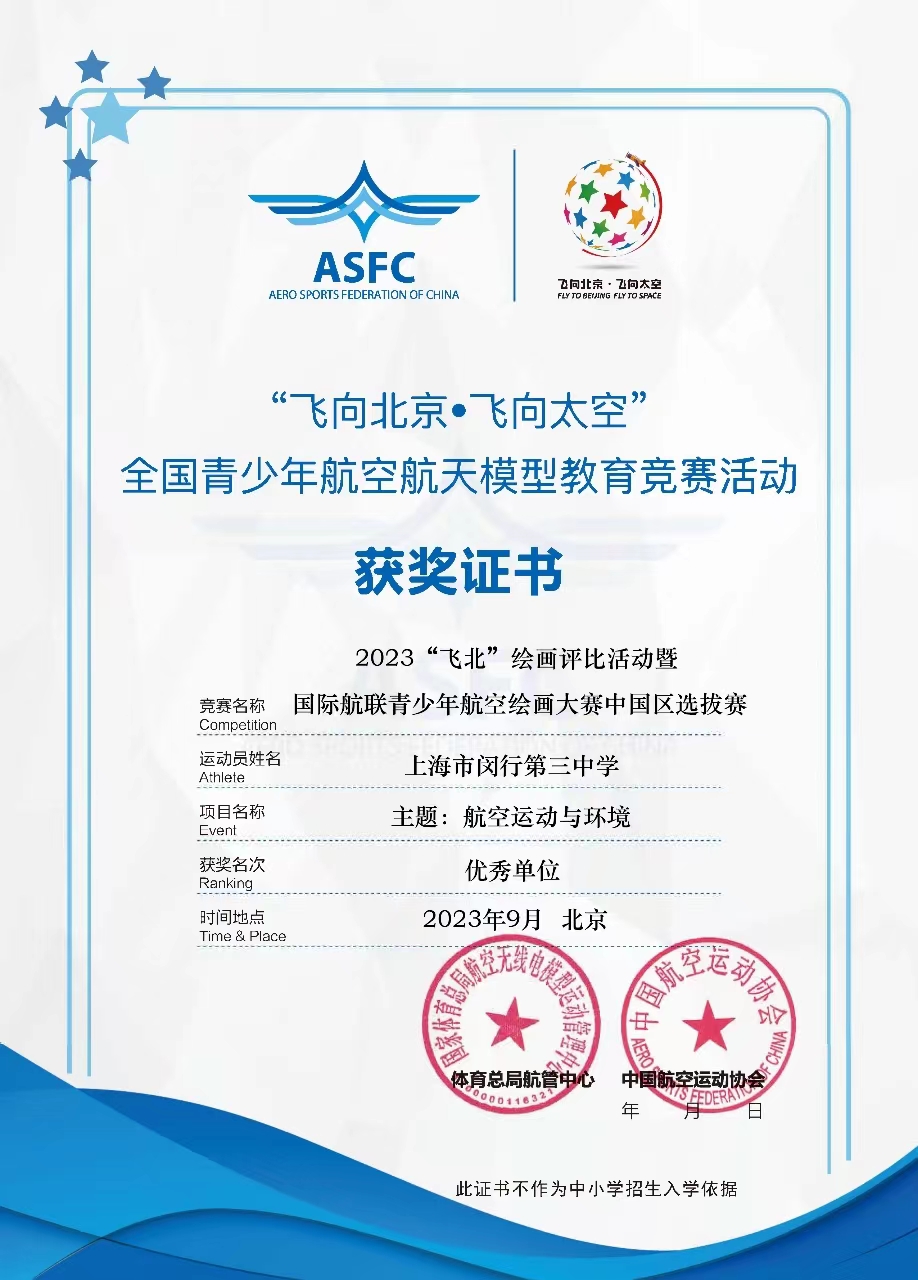 ASFC
AERO SPORTS FEDERATION OF CHINA
飞向北京·飞向太空
FLY TO BEIJING FLY TO SPACE
“飞向北京•飞向太空”
全国青少年航空航天模型教育竞赛活动
获奖证书
2023“飞北”绘画评比活动暨
竞赛名称 国际航联青少年航空绘画大赛中国区选拔赛
Competition
运动员姓名
Athlete
上海市闵行第三中学
项目名称
Event
主题：航空运动与环境
获奖名次
Ranking
优秀单位
时间地点
Time & Place
2023年9月 北京
国家体育总局航空无线电模型运动管理中心
中国航空运动协会
AERO SPORTS FEDERATION OF CHINA
体育总局航管中心 中国航空运动协会
年 月 日
此证书不作为中小学招生入学依据